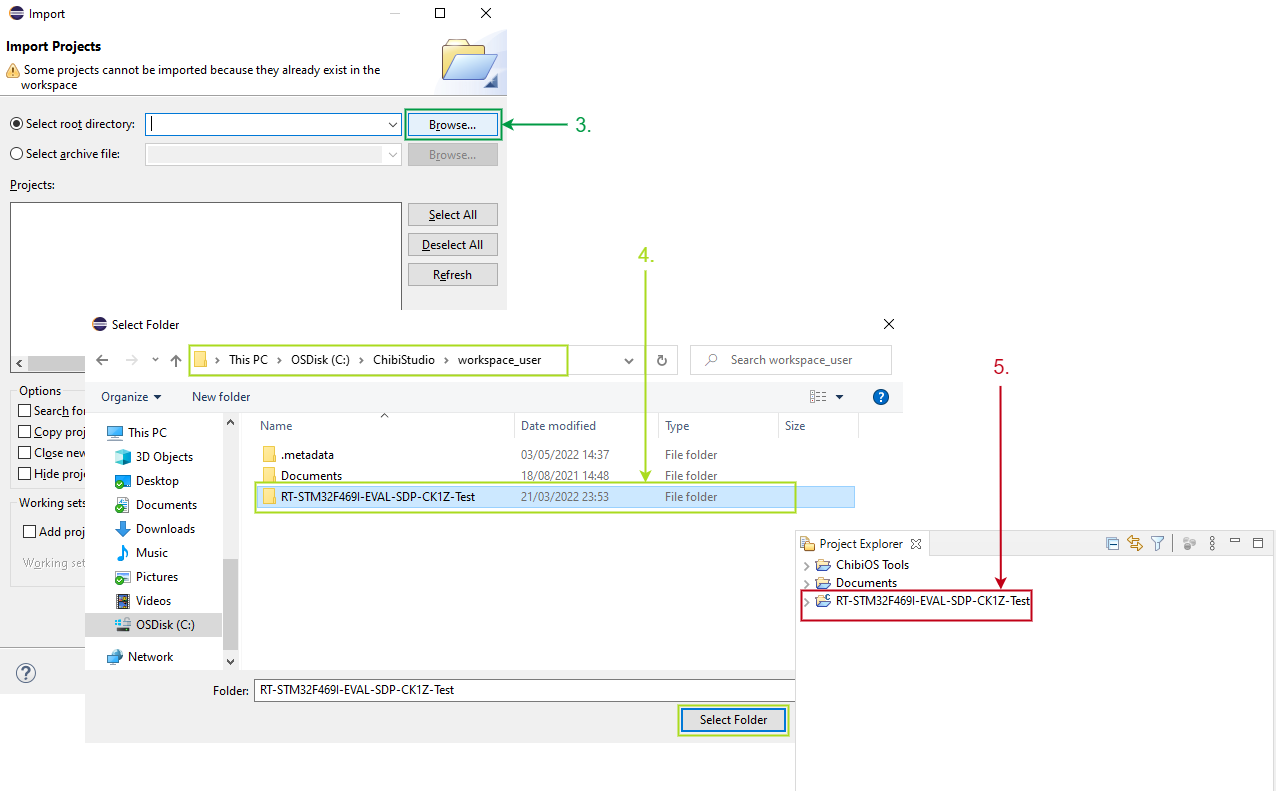 Import
Import Projects
Some projects cannot be imported because they already exist in the
workspace
Select root directory:
Browse...
3.
Select archive file:
Browse...
Projects:
Select All
Deselect All
Refresh
4.
Select Folder
This PC > OSDisk (C:) > ChibiStudio > workspace_user
Search workspace_user
5.
Options
Search for
Copy proj
Close new
Hide proje
Working sets
Add proj
Working set
Organize
New folder
?
Name
Date modified
Type
Size
This PC
3D Objects
Desktop
Documents
Downloads
Music
Pictures
Videos
OSDisk (C:)
Network
.metadata 03/05/2022 14:37 File folder
Documents 18/08/2021 14:48 File folder
RT-STM32F469I-EVAL-SDP-CK1Z-Test 21/03/2022 23:53 File folder
Project Explorer
ChibiOS Tools
Documents
RT-STM32F469I-EVAL-SDP-CK1Z-Test
?
Folder: RT-STM32F469I-EVAL-SDP-CK1Z-Test
Select Folder